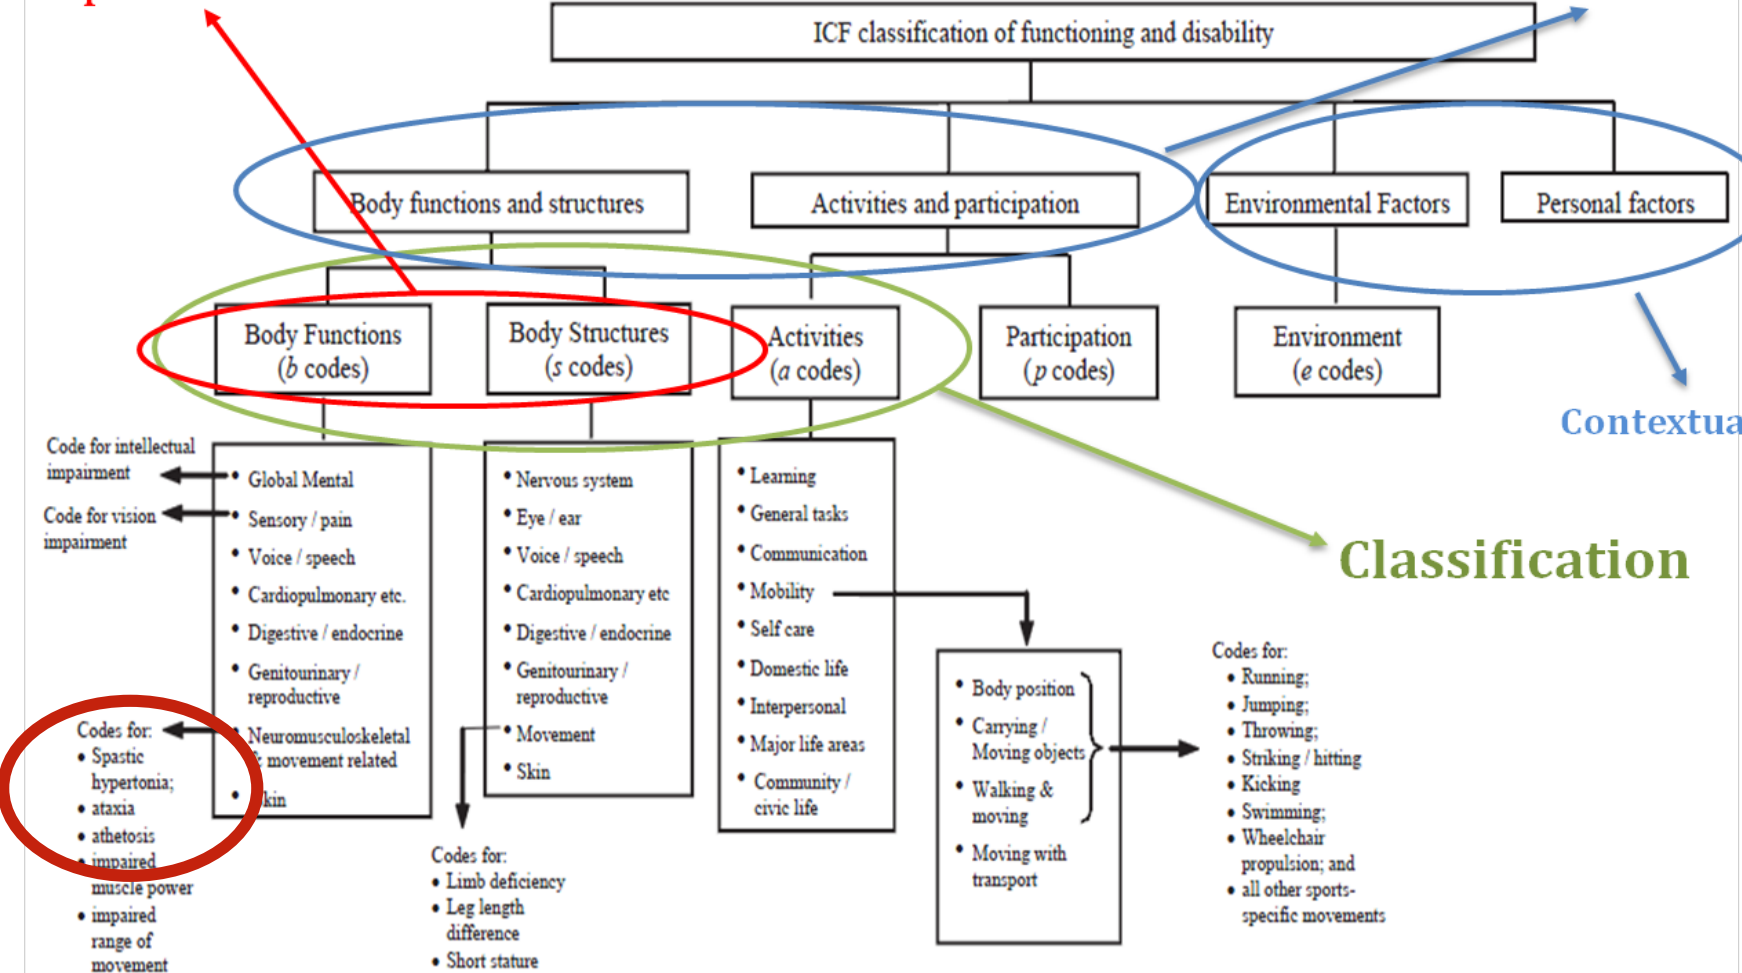 ICF classification of functioning and disability
Body functions and structures
Activities and participation
Environmental Factors
Personal factors
Body Functions
(b codes)
Body Structures
(s codes)
Activities
(a codes)
Participation
(p codes)
Environment
(e codes)
Contextua
Code for intellectual
impairment
Code for vision
impairment
• Global Mental
• Sensory / pain
• Voice / speech
• Cardiopulmonary etc.
• Digestive / endocrine
• Genitourinary /
reproductive
• Neuromusculoskeletal
& movement related
• Skin
• Nervous system
• Eye / ear
• Voice / speech
• Cardiopulmonary etc
• Digestive / endocrine
• Genitourinary /
reproductive
• Movement
• Skin
• Learning
• General tasks
• Communication
• Mobility
• Self care
• Domestic life
• Interpersonal
• Major life areas
• Community /
civic life
Classification
• Body position
• Carrying /
Moving objects
• Walking &
moving
• Moving with
transport
Codes for:
• Running;
• Jumping;
• Throwing;
• Striking / hitting
• Kicking
• Swimming;
• Wheelchair
propulsion; and
• all other sports-
specific movements
Codes for:
• Spastic
hypertonia;
• ataxia
• athetosis
• impaired
muscle power
• impaired
range of
movement
Codes for:
• Limb deficiency
• Leg length
difference
• Short stature